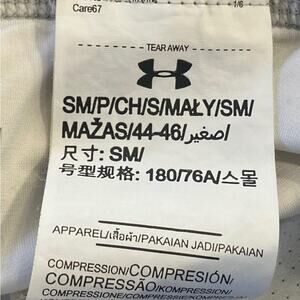 Care67
1/6
TEAR AWAY
SM/P/CH/S/MAŁY/SM/
MAŽAS/44-46/اصغير/
尺寸: SM/
号型规格: 180/76A/스몰
APPAREL/เสื้อผ้า/PAKAIAN JADI/PAKAIAN
COMPRESSION/COMPRESIÓN/
COMPRESSÃO/KOMPRESSION/